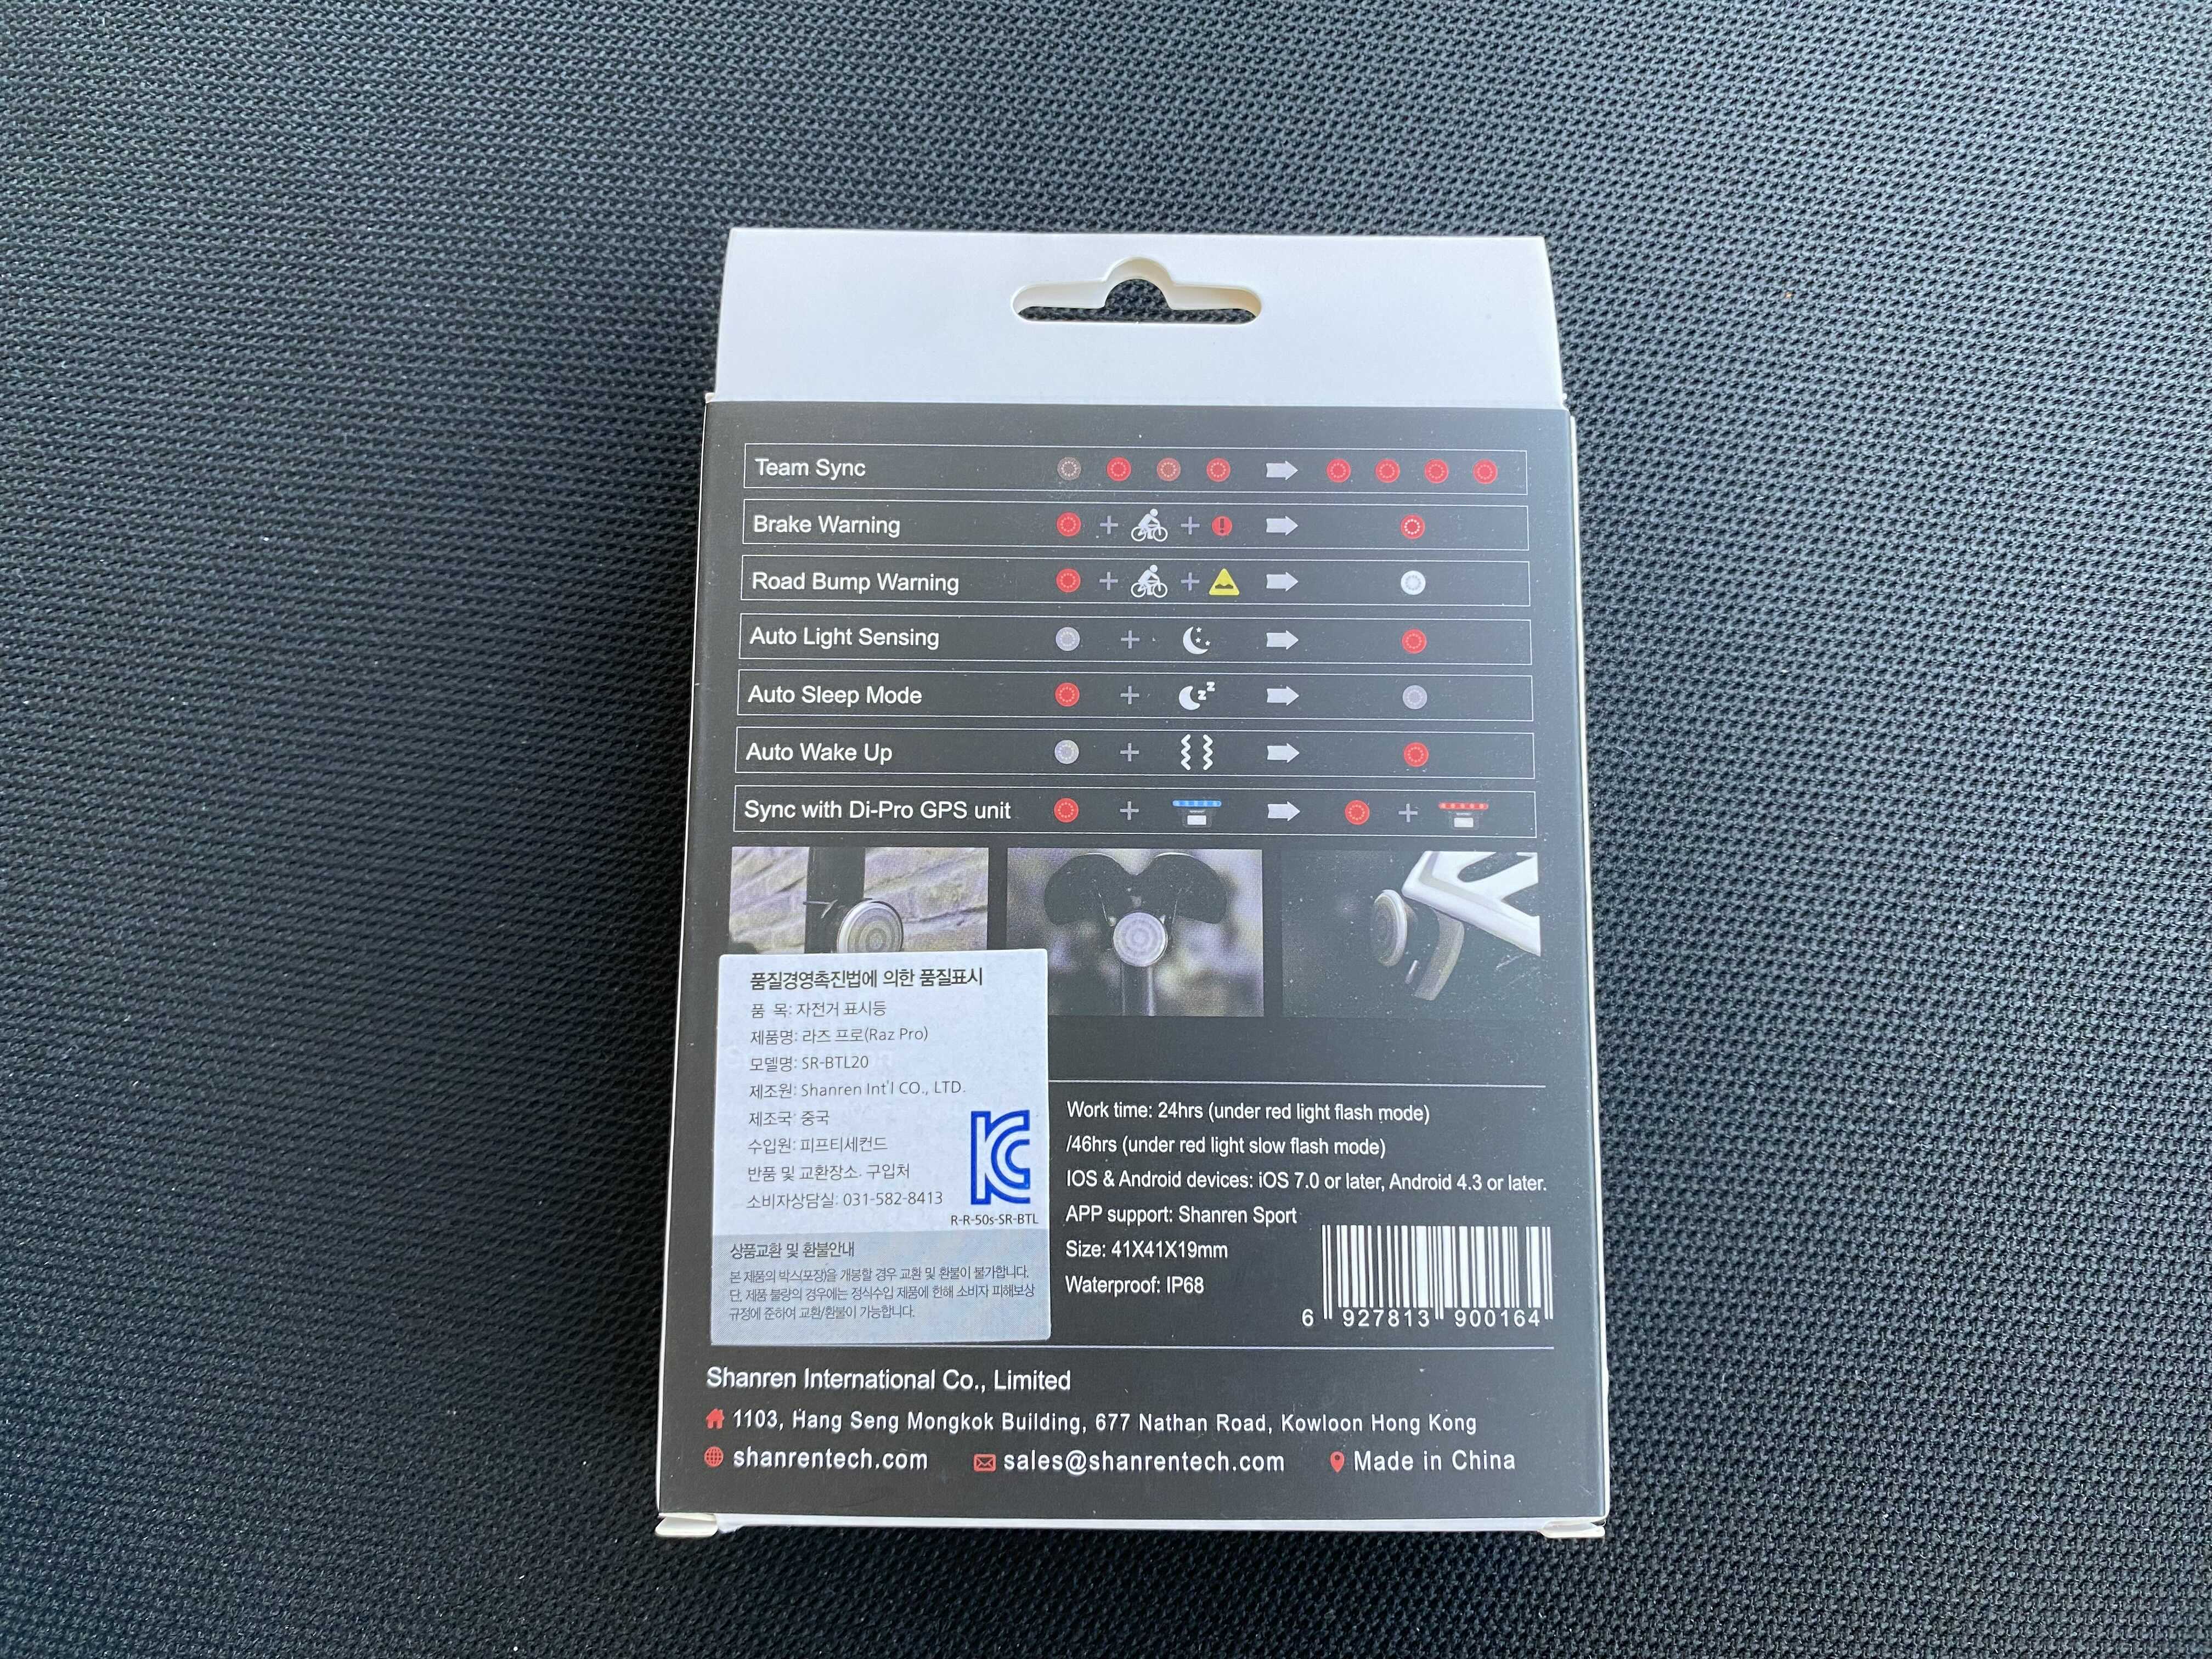 Team Sync
Brake Warning
Road Bump Warning
Auto Light Sensing
Auto Sleep Mode
Auto Wake Up
Sync with Di-Pro GPS unit
품질경영촉진법에 의한 품질표시
품 목: 자전거 표시등
제품명: 라즈 프로(Raz Pro)
모델명: SR-BTL20
제조원: Shanren Int'l CO., LTD.
제조국: 중국
수입원: 피프티세컨드
반품 및 교환장소: 구입처
소비자상담실: 031-582-8413
R-R-50s-SR-BTL
상품교환 및 환불안내
본 제품의 박스(포장)을 개봉할 경우 교환 및 환불이 불가합니다.
단, 제품 불량의 경우에는 정식수입 제품에 한해 소비자 피해보상
규정에 준하여 교환/환불이 가능합니다.
Work time: 24hrs (under red light flash mode)
/46hrs (under red light slow flash mode)
IOS & Android devices: iOS 7.0 or later, Android 4.3 or later.
APP support: Shanren Sport
Size: 41X41X19mm
Waterproof: IP68
6 927813 900164
Shanren International Co., Limited
1103, Hang Seng Mongkok Building, 677 Nathan Road, Kowloon Hong Kong
shanrentech.com sales@shanrentech.com Made in China